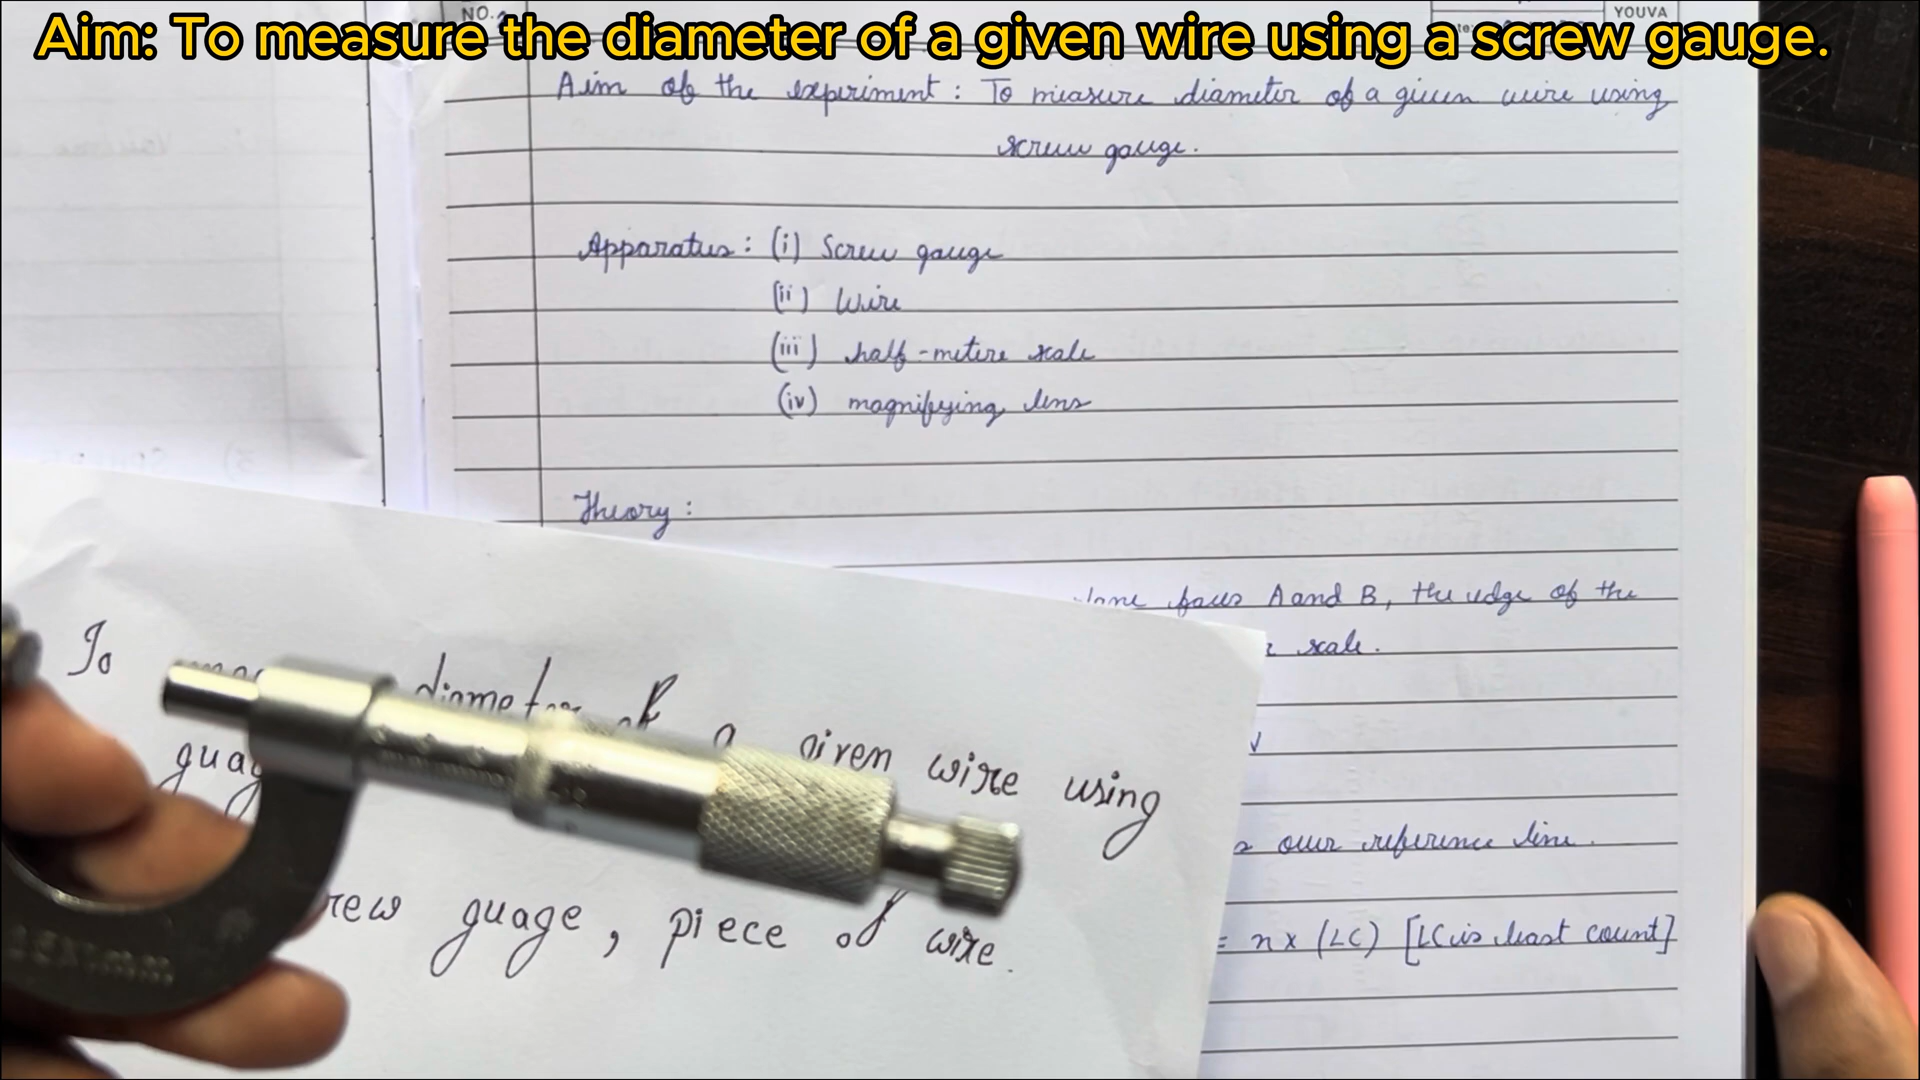 Aim: To measure the diameter of a given wire using a screw gauge.
NO.
YOUVA
Aim of the experiment : To measure diameter of a given wire using
screw gauge.
Apparatus : (i) Screw gauge
(ii) Wire
(iii) half-metere scale
(iv) magnifying lens
Theory :
faces A and B, the edge of the
scale.
our reference line.
= n x (LC) [LC is least count]
To diameter of a given wire using
guage, piece of wire.